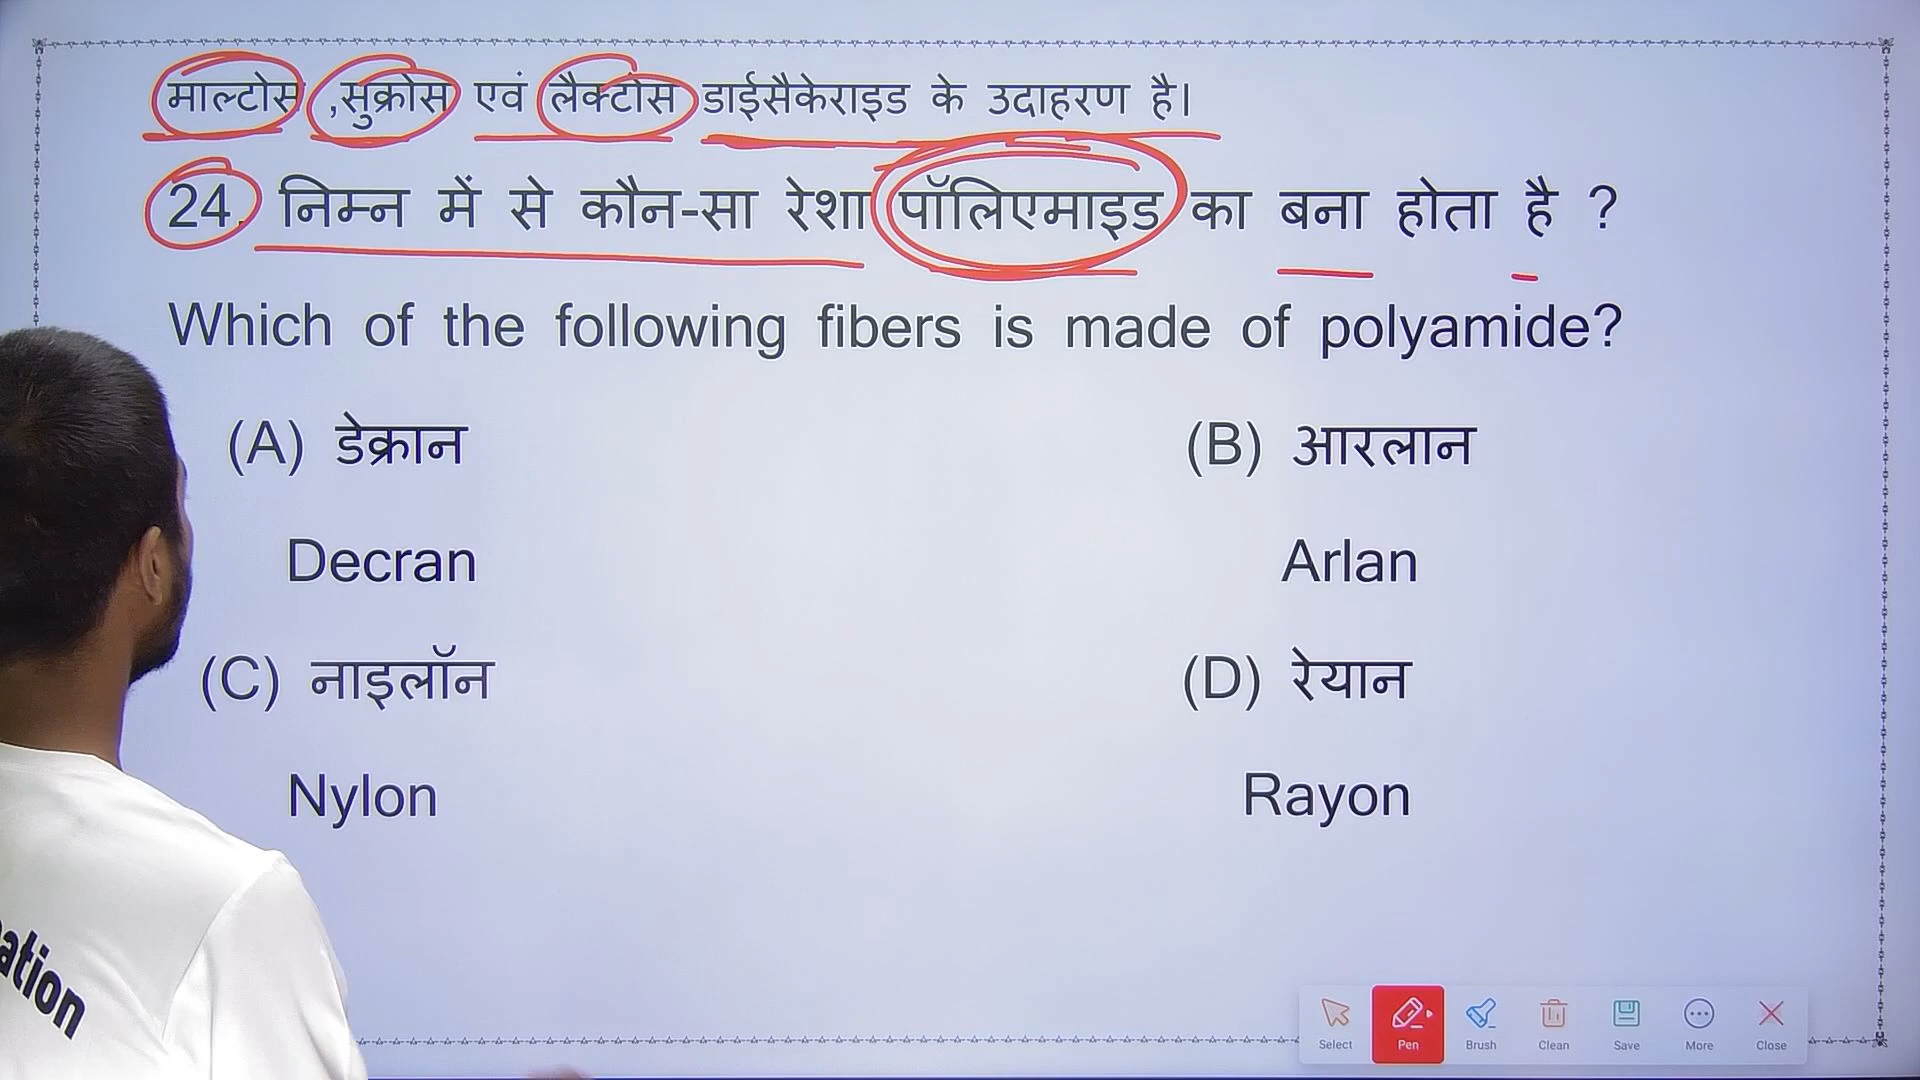 माल्टोस ,सुक्रोस एवं लैक्टोस डाईसैकेराइड के उदाहरण है।
24. निम्न में से कौन-सा रेशा पॉलिएमाइड का बना होता है ?
Which of the following fibers is made of polyamide?
(A) डेक्रान (B) आरलान
Decran Arlan
(C) नाइलॉन (D) रेयान
Nylon Rayon
ation
Select Pen Brush Clean Save More Close